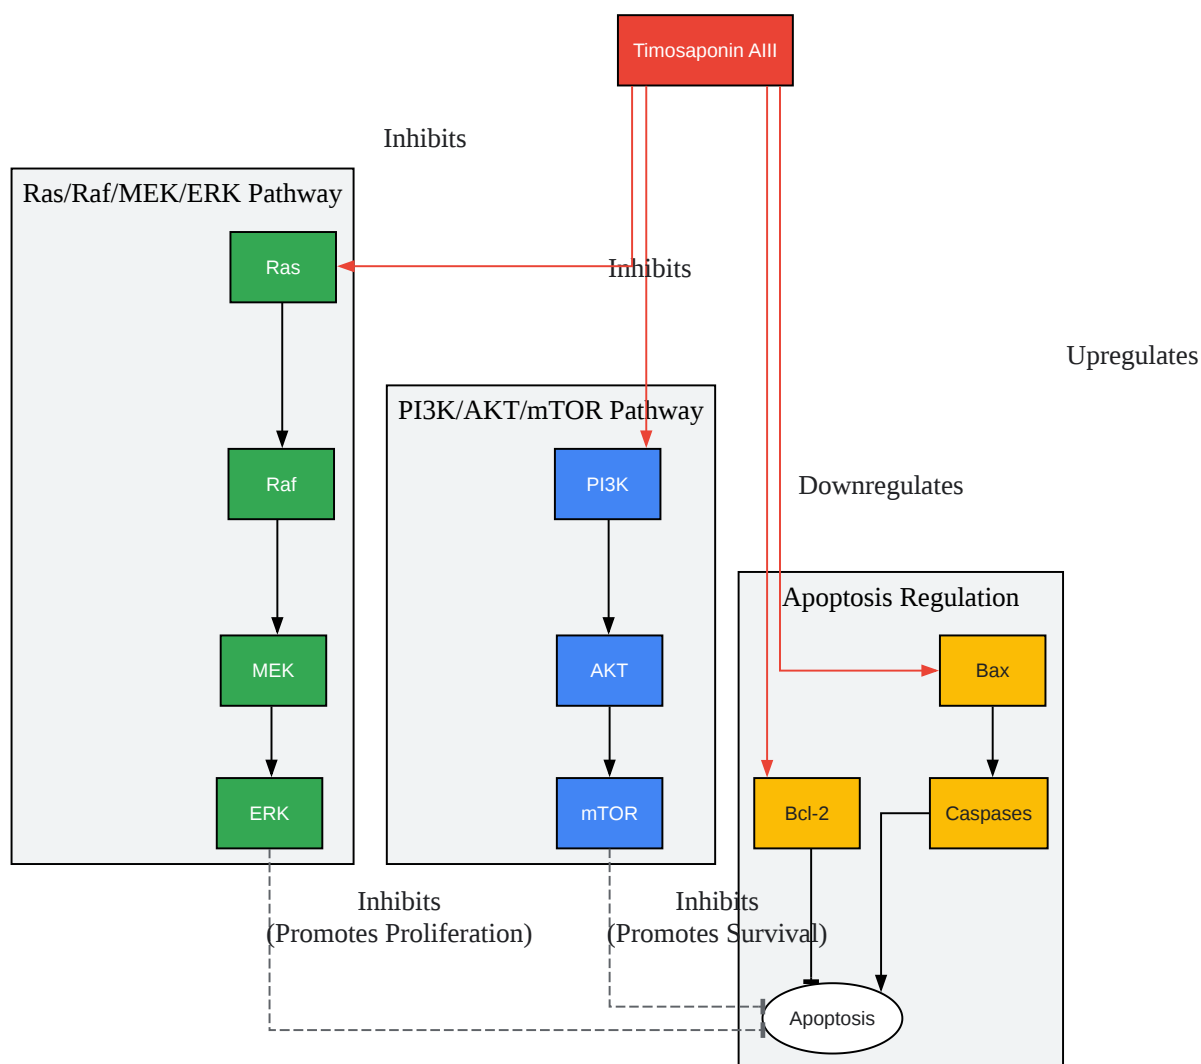 Timosaponin AIII
Inhibits
Ras/Raf/MEK/ERK Pathway
Ras
Inhibits
Upregulates
PI3K/AKT/mTOR Pathway
Raf
PI3K
Downregulates
Apoptosis Regulation
MEK
AKT
Bax
ERK
mTOR
Bcl-2
Caspases
Inhibits
(Promotes Proliferation)
Inhibits
(Promotes Survival)
Apoptosis